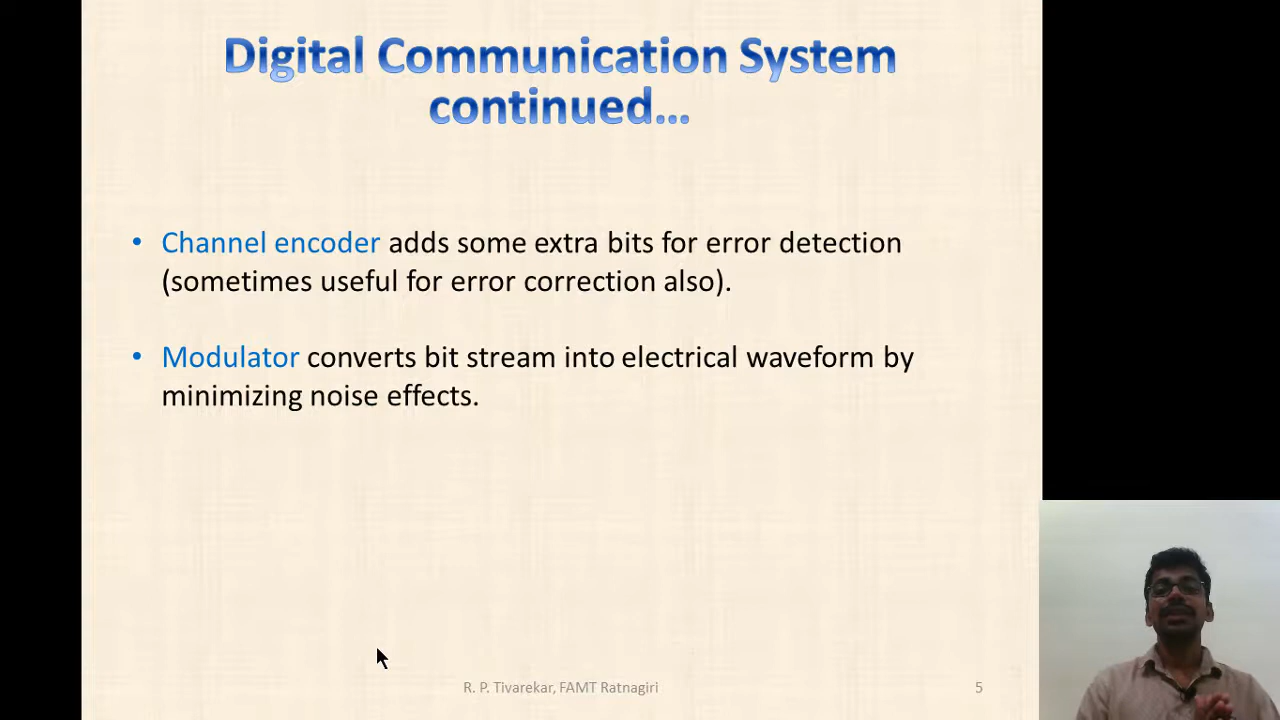 Digital Communication System
continued...
• Channel encoder adds some extra bits for error detection
(sometimes useful for error correction also).
• Modulator converts bit stream into electrical waveform by
minimizing noise effects.
R. P. Tivarekar, FAMT Ratnagiri
5